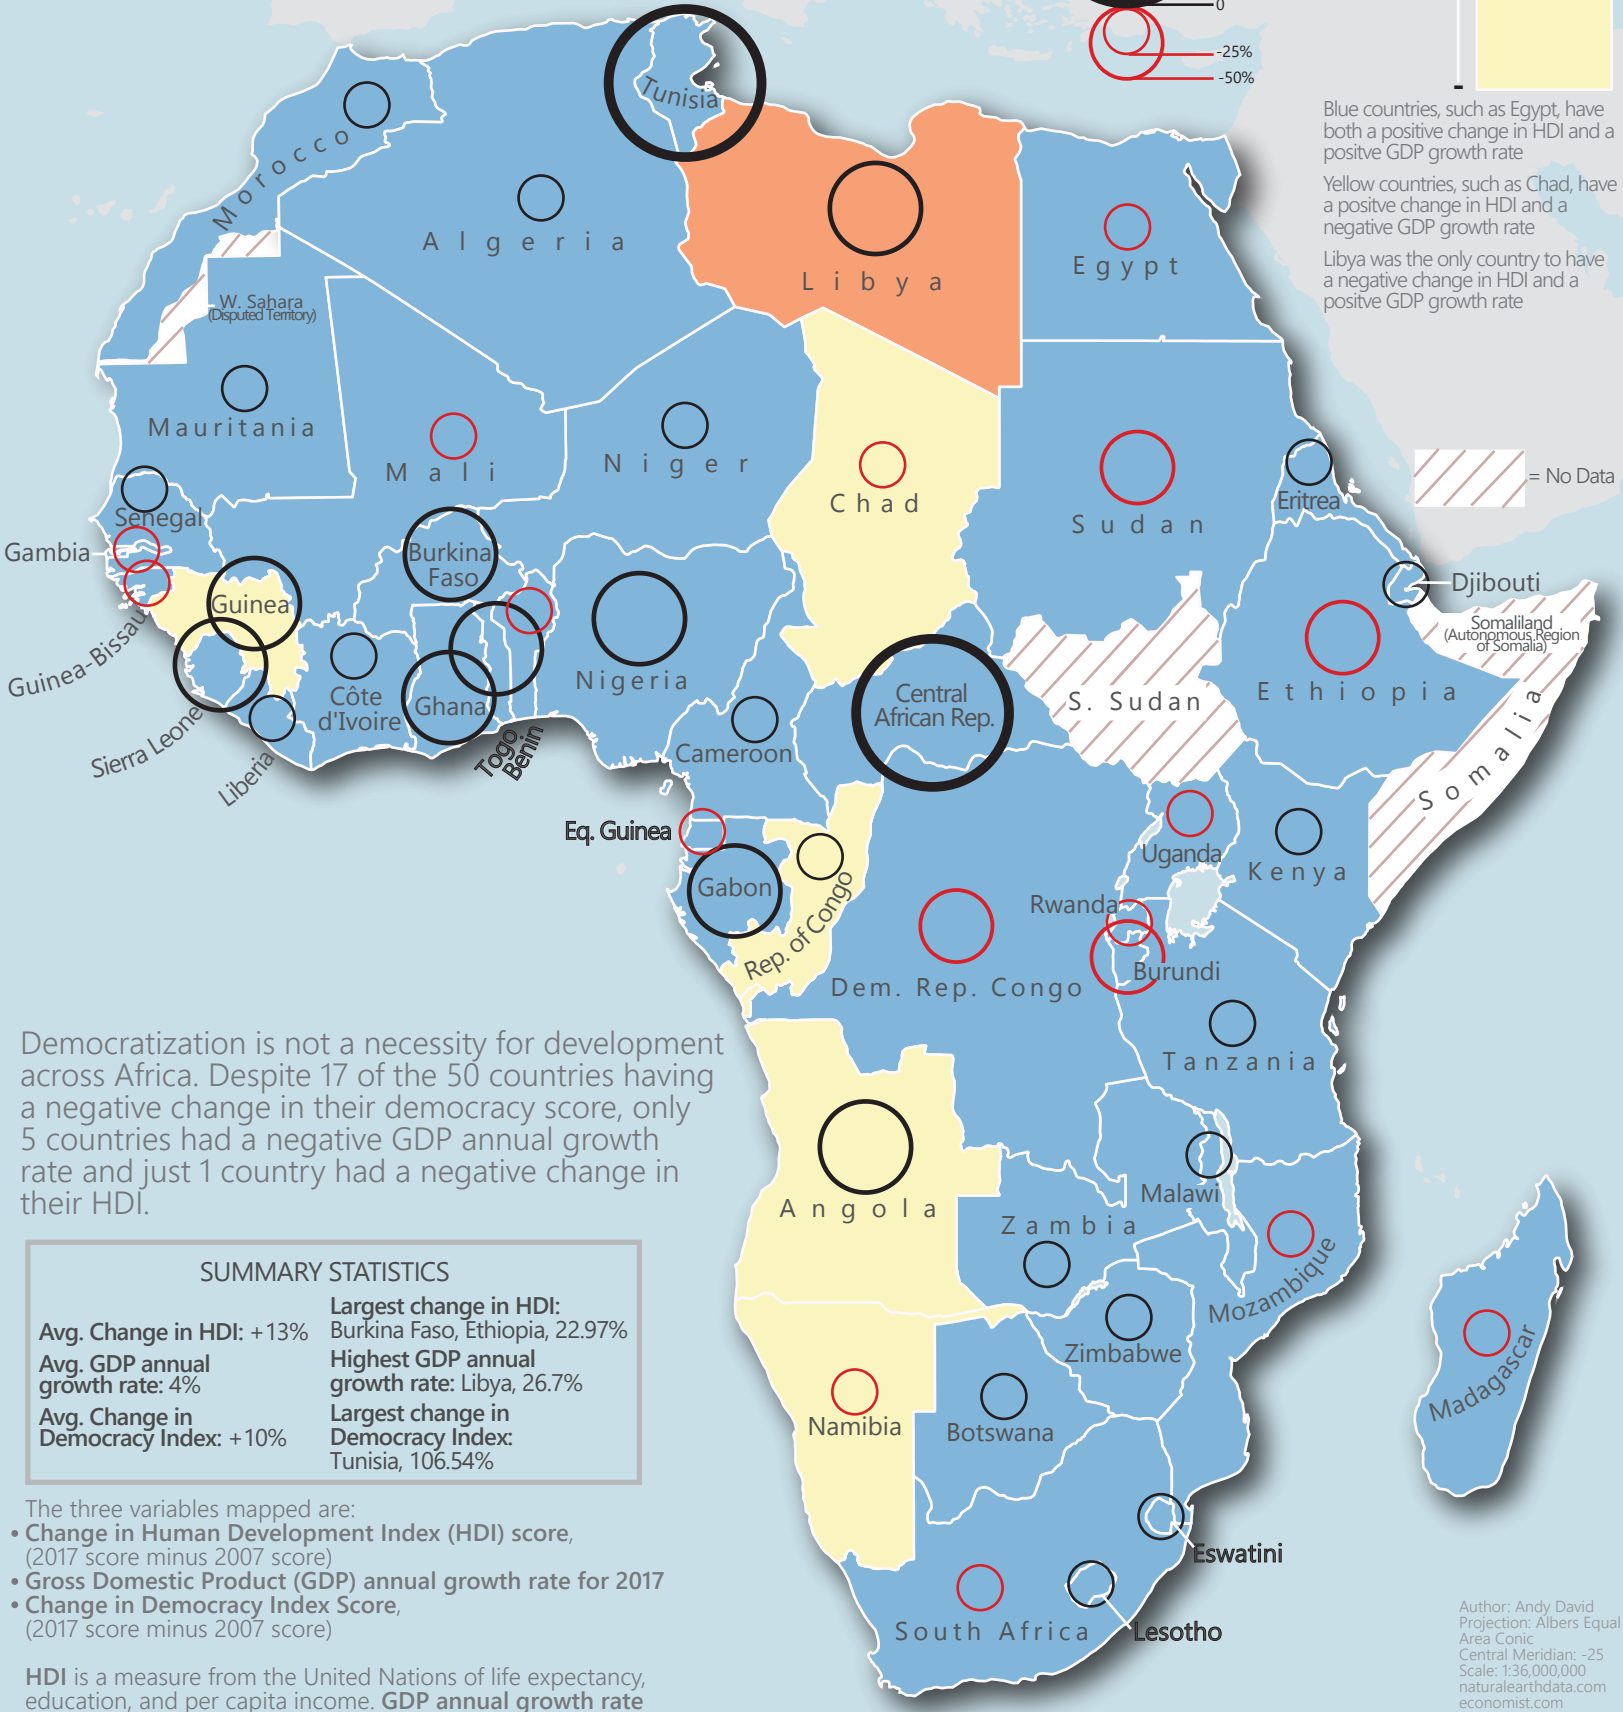 0
-25%
-50%
-
Blue countries, such as Egypt, have
both a positive change in HDI and a
positve GDP growth rate
Yellow countries, such as Chad, have
a positve change in HDI and a
negative GDP growth rate
Libya was the only country to have
a negative change in HDI and a
positve GDP growth rate
= No Data
Tunisia
Morocco
Algeria
Libya
Egypt
W. Sahara
(Disputed Territory)
Mauritania
Mali
Niger
Chad
Sudan
Eritrea
Senegal
Gambia
Burkina
Faso
Djibouti
Guinea
Somaliland
(Autonomous Region
of Somalia)
Guinea-Bissau
Nigeria
Central
African Rep.
S. Sudan
Ethiopia
Côte
d'Ivoire
Ghana
Sierra Leone
Liberia
Togo
Benin
Cameroon
Somalia
Eq. Guinea
Uganda
Kenya
Gabon
Rep. of Congo
Rwanda
Burundi
Dem. Rep. Congo
Tanzania
Angola
Malawi
Zambia
Mozambique
Zimbabwe
Madagascar
Namibia
Botswana
Eswatini
South Africa
Lesotho
Democratization is not a necessity for development
across Africa. Despite 17 of the 50 countries having
a negative change in their democracy score, only
5 countries had a negative GDP annual growth
rate and just 1 country had a negative change in
their HDI.
SUMMARY STATISTICS
Avg. Change in HDI: +13%
Avg. GDP annual
growth rate: 4%
Avg. Change in
Democracy Index: +10%
Largest change in HDI:
Burkina Faso, Ethiopia, 22.97%
Highest GDP annual
growth rate: Libya, 26.7%
Largest change in
Democracy Index:
Tunisia, 106.54%
The three variables mapped are:
• Change in Human Development Index (HDI) score,
(2017 score minus 2007 score)
• Gross Domestic Product (GDP) annual growth rate for 2017
• Change in Democracy Index Score,
(2017 score minus 2007 score)
HDI is a measure from the United Nations of life expectancy,
education, and per capita income. GDP annual growth rate
Author: Andy David
Projection: Albers Equal
Area Conic
Central Meridian: -25
Scale: 1:36,000,000
naturalearthdata.com
economist.com